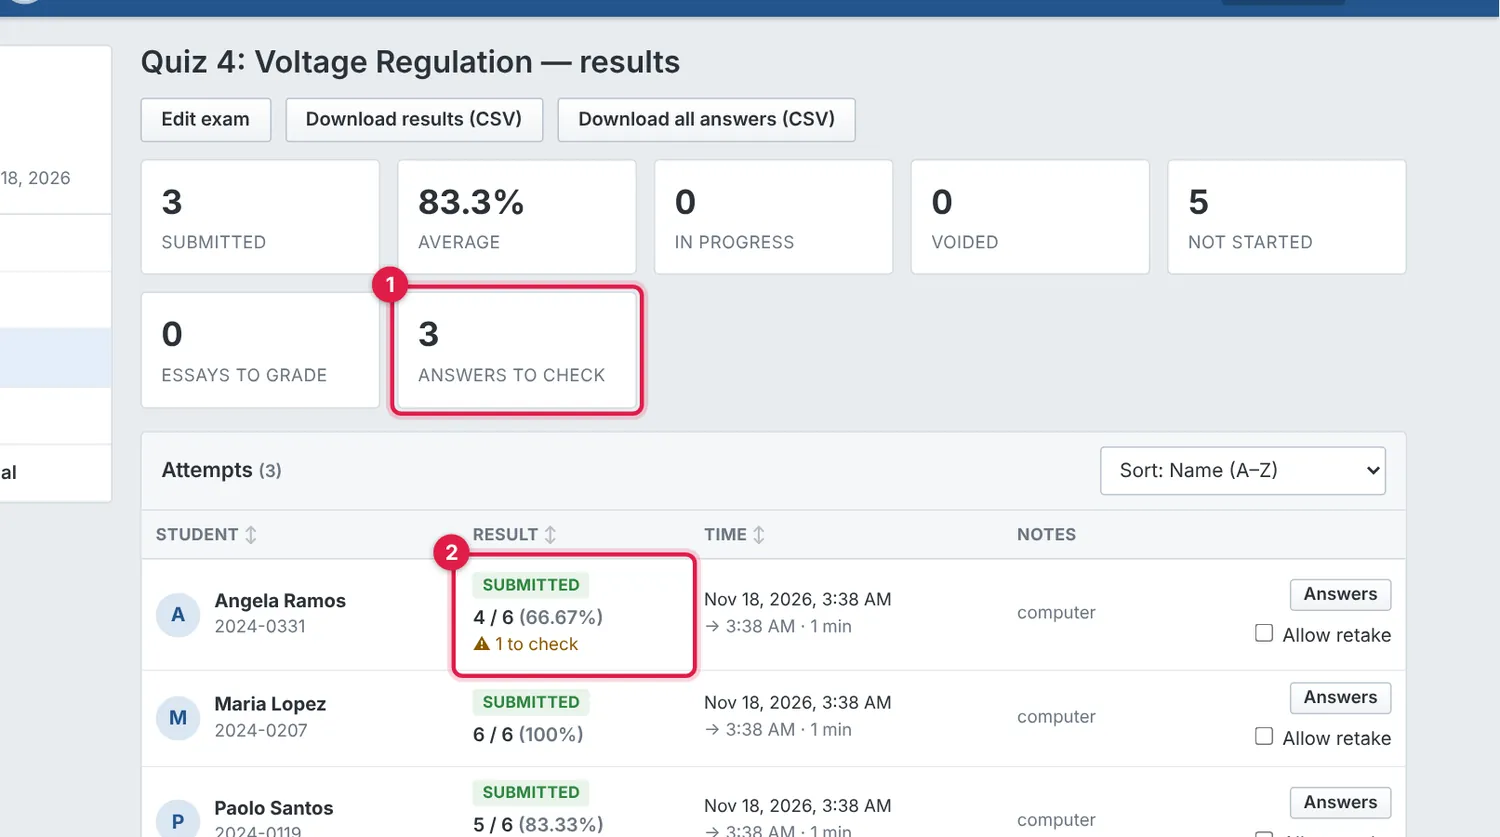 18, 2026
al
Quiz 4: Voltage Regulation — results
Edit exam
Download results (CSV)
Download all answers (CSV)
3
SUBMITTED
83.3%
AVERAGE
0
IN PROGRESS
0
VOIDED
5
NOT STARTED
0
ESSAYS TO GRADE
1
3
ANSWERS TO CHECK
Attempts (3)
Sort: Name (A–Z)
STUDENT
RESULT
TIME
NOTES
2
A
Angela Ramos
2024-0331
SUBMITTED
4 / 6 (66.67%)
⚠ 1 to check
Nov 18, 2026, 3:38 AM
→ 3:38 AM · 1 min
computer
Answers
Allow retake
M
Maria Lopez
2024-0207
SUBMITTED
6 / 6 (100%)
Nov 18, 2026, 3:38 AM
→ 3:38 AM · 1 min
computer
Answers
Allow retake
P
Paolo Santos
2024-0119
SUBMITTED
5 / 6 (83.33%)
Nov 18, 2026, 3:38 AM
→ 3:38 AM · 1 min
computer
Answers